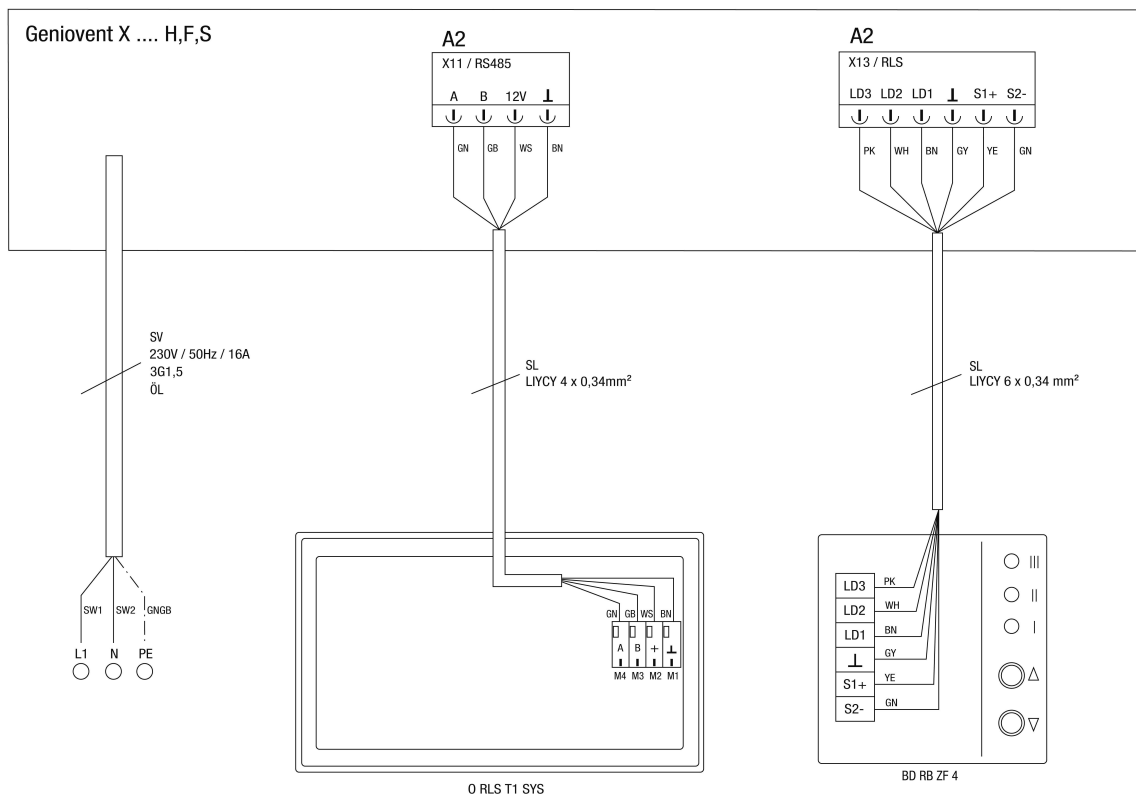 Geniovent X .... H,F,S
A2
X11 / RS485
A B 12V ⊥
GN GB WS BN
A2
X13 / RLS
LD3 LD2 LD1 ⊥ S1+ S2-
PK WH BN GY YE GN
SV
230V / 50Hz / 16A
3G1,5
ÖL
SL
LIYCY 4 x 0,34mm²
SL
LIYCY 6 x 0,34 mm²
SW1 SW2 GNGB
L1 N PE
GN GB WS BN
A B + ⊥
M4 M3 M2 M1
O RLS T1 SYS
LD3 PK
LD2 WH
LD1 BN
⊥ GY
S1+ YE
S2- GN
III
II
I
△
▽
BD RB ZF 4